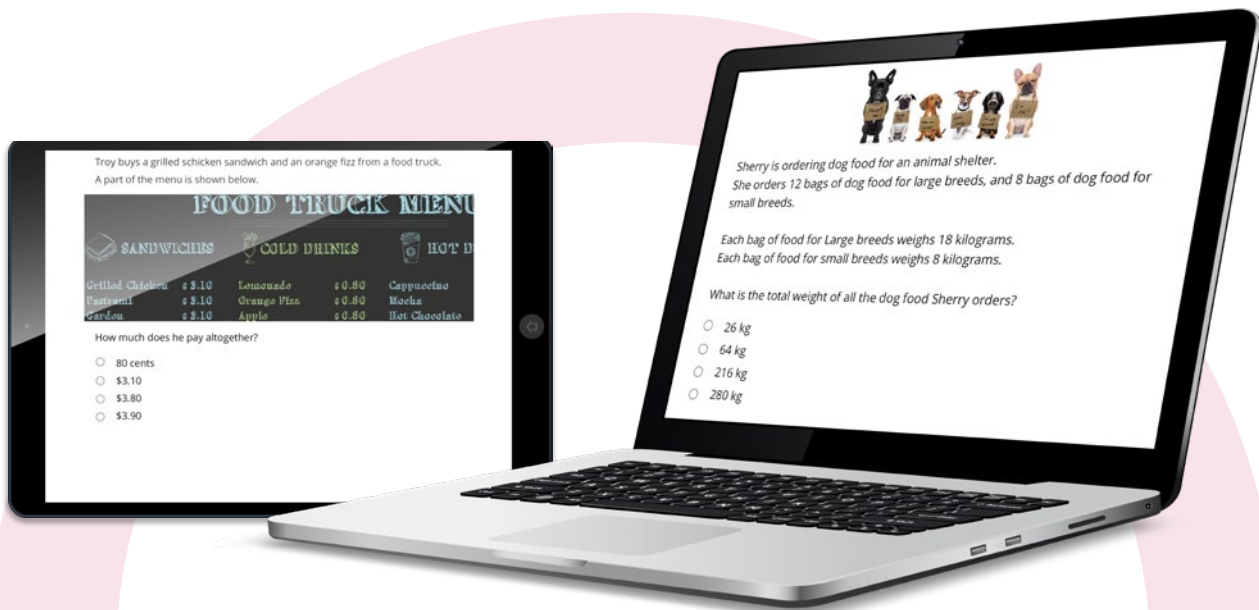 Troy buys a grilled schicken sandwich and an orange fizz from a food truck.
A part of the menu is shown below.
FOOD TRUCK MENU
SANDWICHES COLD DRINKS HOT D
Grilled Chicken $3.10 Lemonade $0.80 Cappuccino
Pastrami $3.10 Orange Fizz $0.80 Mocha
Garden $3.10 Apple $0.80 Hot Chocolate
How much does he pay altogether?
80 cents
$3.10
$3.80
$3.90
Sherry is ordering dog food for an animal shelter.
She orders 12 bags of dog food for large breeds, and 8 bags of dog food for
small breeds.
Each bag of food for Large breeds weighs 18 kilograms.
Each bag of food for small breeds weighs 8 kilograms.
What is the total weight of all the dog food Sherry orders?
26 kg
64 kg
216 kg
280 kg